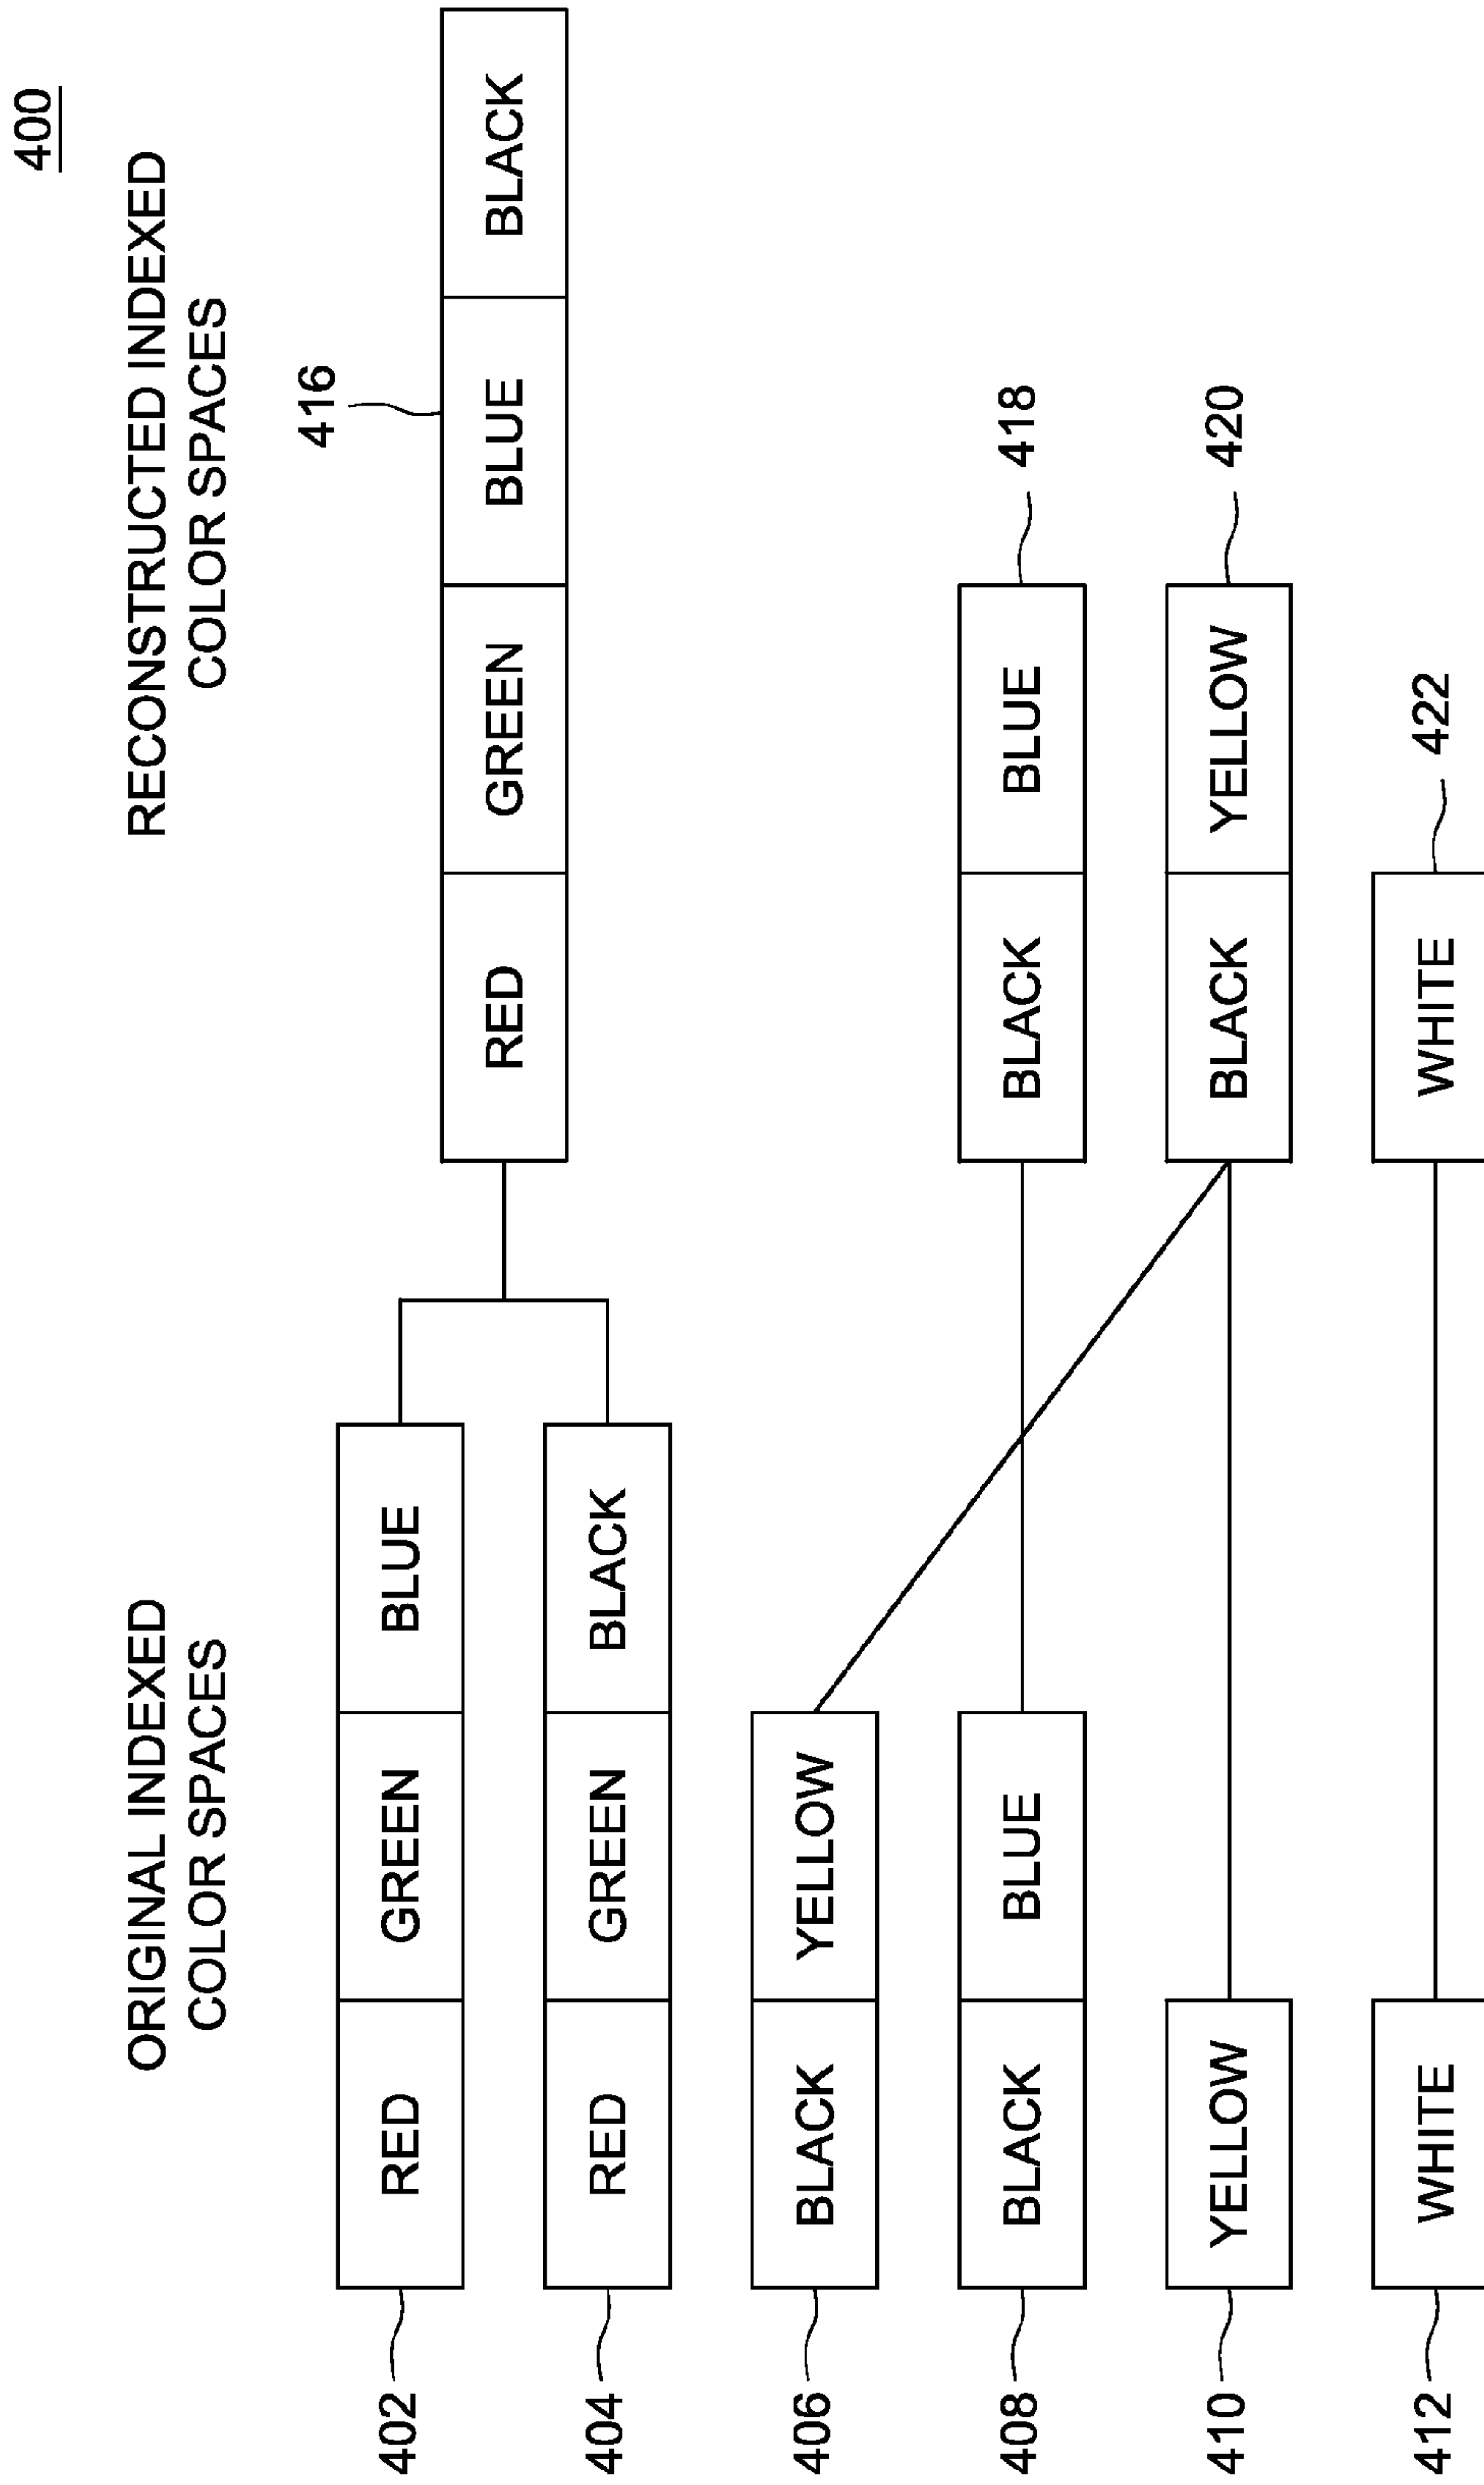 400
ORIGINAL INDEXED
COLOR SPACES
RECONSTRUCTED INDEXED
COLOR SPACES
402
RED
GREEN
BLUE
404
RED
GREEN
BLACK
416
RED
GREEN
BLUE
BLACK
406
BLACK
YELLOW
408
BLACK
BLUE
BLACK
BLUE
418
410
YELLOW
BLACK
YELLOW
420
412
WHITE
WHITE
422